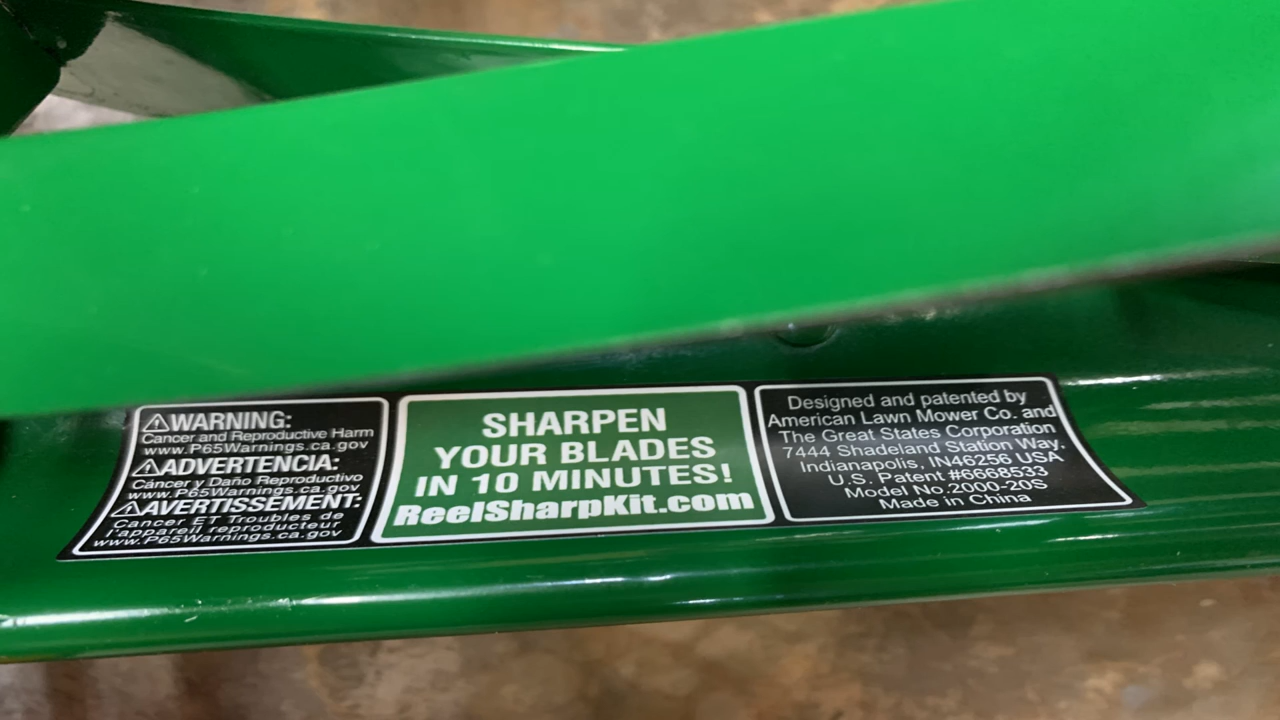 ⚠WARNING:
Cancer and Reproductive Harm
www.P65Warnings.ca.gov
⚠ADVERTENCIA:
Cáncer y Daño Reproductivo
www.P65Warnings.ca.gov
⚠AVERTISSEMENT:
Cancer ET Troubles de
l'appareil reproducteur
www.P65Warnings.ca.gov
SHARPEN
YOUR BLADES
IN 10 MINUTES!
ReelSharpKit.com
Designed and patented by
American Lawn Mower Co. and
The Great States Corporation
7444 Shadeland Station Way.
Indianapolis, IN46256 USA
U.S. Patent #6668533
Model No.2000-20S
Made in China